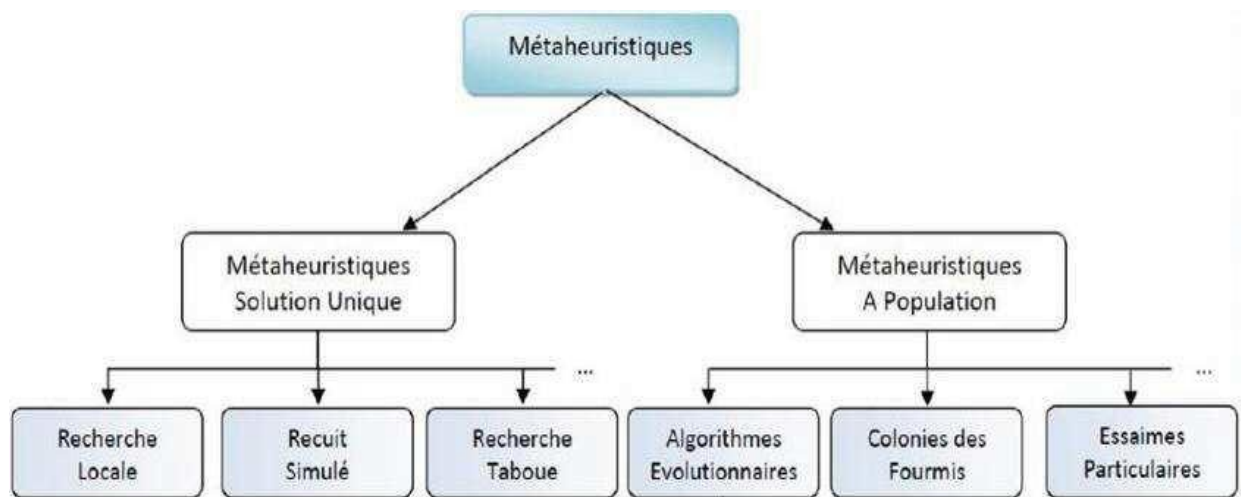 Métaheuristiques
Métaheuristiques
Solution Unique
Métaheuristiques
A Population
...
...
Recherche
Locale
Recuit
Simulé
Recherche
Taboue
Algorithmes
Evolutionnaires
Colonies des
Fourmis
Essaimes
Particulaires